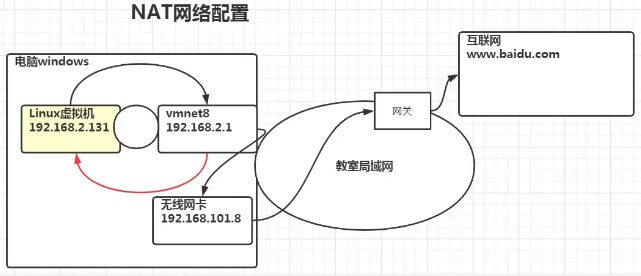 NAT网络配置
互联网
www.baidu.com
电脑windows
Linux虚拟机
192.168.2.131
vmnet8
192.168.2.1
网关
教室局域网
无线网卡
192.168.101.8